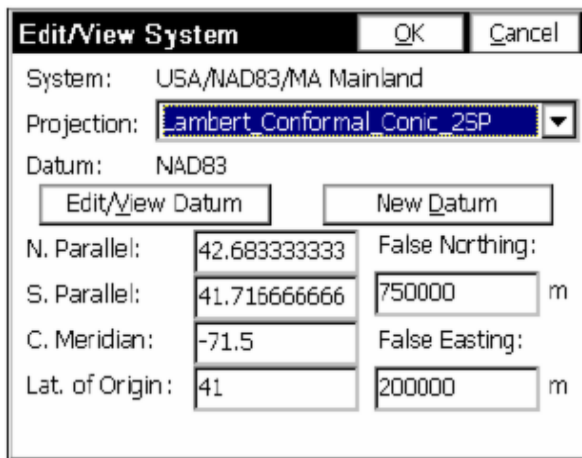 Edit/View System OK Cancel
System: USA/NAD83/MA Mainland
Projection: Lambert_Conformal_Conic_2SP
Datum: NAD83
Edit/View Datum New Datum
N. Parallel: 42.683333333 False Northing:
S. Parallel: 41.716666666 750000 m
C. Meridian: -71.5 False Easting:
Lat. of Origin: 41 200000 m